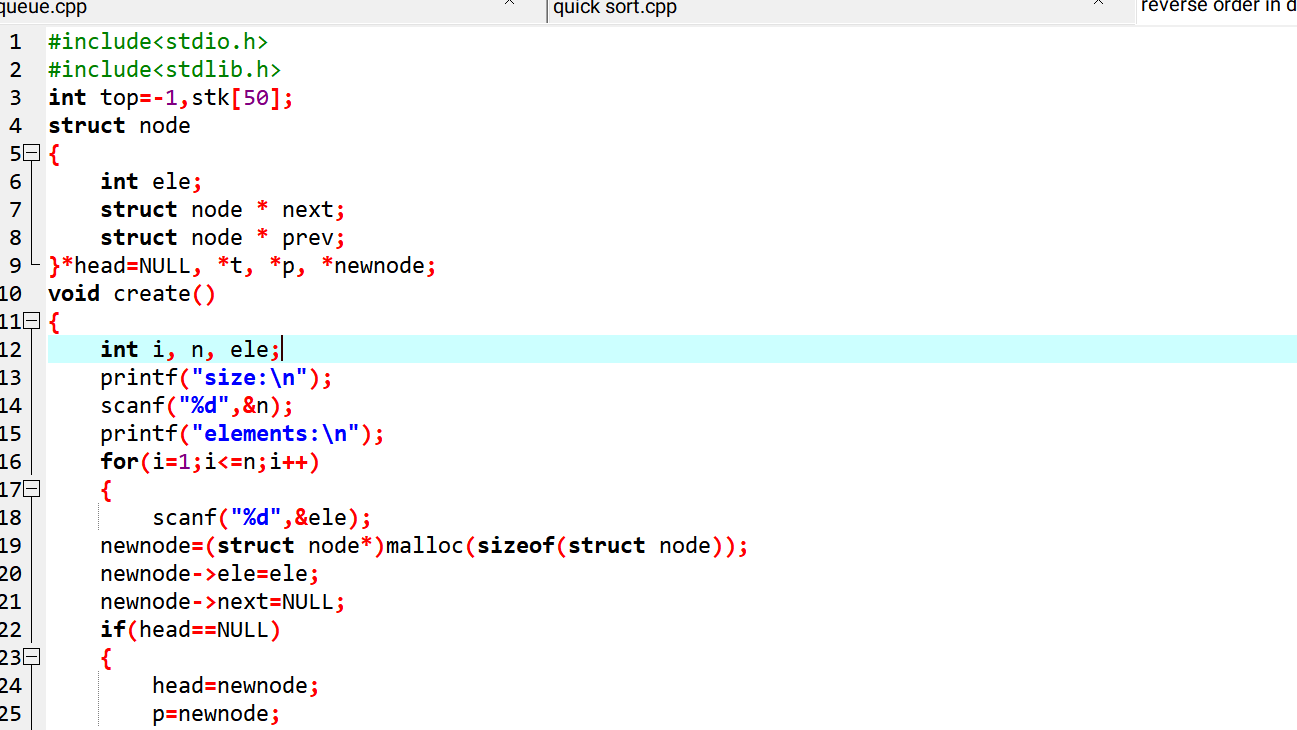 queue.cpp
quick sort.cpp
reverse order in d
1 #include<stdio.h>
2 #include<stdlib.h>
3 int top=-1,stk[50];
4 struct node
5 {
6 int ele;
7 struct node * next;
8 struct node * prev;
9 }*head=NULL, *t, *p, *newnode;
10 void create()
11 {
12 int i, n, ele;
13 printf("size:\n");
14 scanf("%d",&n);
15 printf("elements:\n");
16 for(i=1;i<=n;i++)
17 {
18 scanf("%d",&ele);
19 newnode=(struct node*)malloc(sizeof(struct node));
20 newnode->ele=ele;
21 newnode->next=NULL;
22 if(head==NULL)
23 {
24 head=newnode;
25 p=newnode;